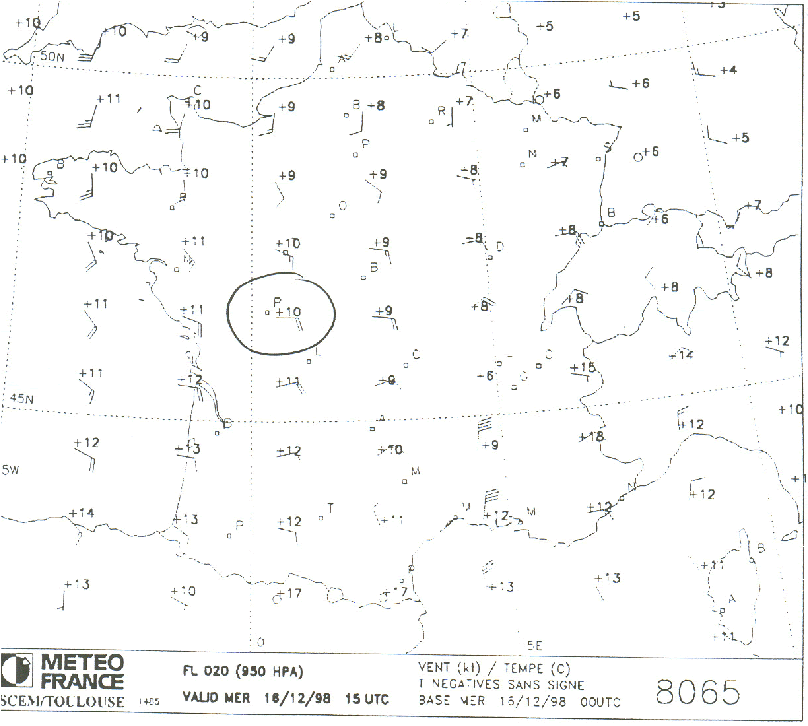 +10 +10 +9 +9 +8 +7 +5 +5
50N A +4
+10 +11 C +10 +9 B +8 R +7 +6 +6
M +5
+10 B +10 +10 +9 P +9 +8 N +7 S +6
R O B +6 +7
+10 +11 +10 +9 +8 D +8
N B +8
+11 +11 P +10 +9 +8 +8 +8
L C +14 +12
+11 +12 +11 +9 +6 +15
45N +10
B A
+12 +13 +12 +10 +9 +18 +12
5W M
N +12
+14 +13 P +12 T +11 M +12 M +12
+11 B
+13 +10 +17 +17 +13 +13
A
+11
0 5E
METEO
FRANCE
SCEM/TOULOUSE 1405
FL 020 (950 HPA)
VALID MER 16/12/98 15 UTC
VENT (kt) / TEMPE (C)
T NEGATIVES SANS SIGNE
BASE MER 16/12/98 00UTC
8065